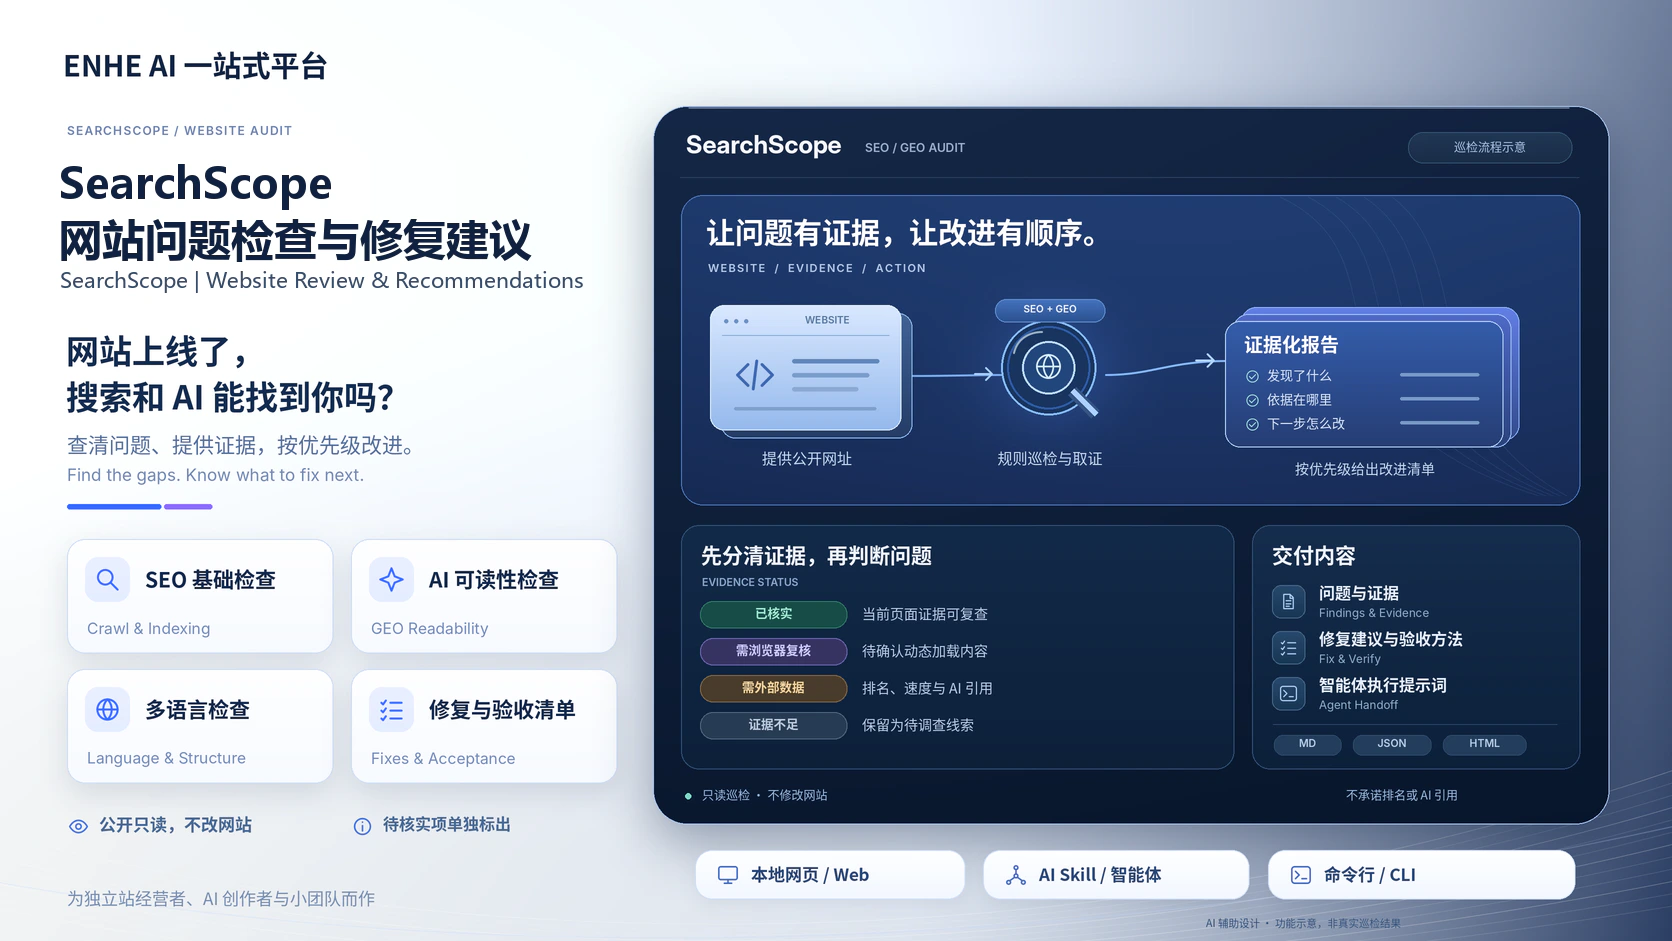 ENHE AI 一站式平台
SEARCHSCOPE / WEBSITE AUDIT
SearchScope
网站问题检查与修复建议
SearchScope | Website Review & Recommendations
网站上线了，
搜索和 AI 能找到你吗？
查清问题、提供证据，按优先级改进。
Find the gaps. Know what to fix next.
SEO 基础检查
Crawl & Indexing
AI 可读性检查
GEO Readability
多语言检查
Language & Structure
修复与验收清单
Fixes & Acceptance
公开只读，不改网站
待核实项单独标出
为独立站经营者、AI 创作者与小团队而作
SearchScope
SEO / GEO AUDIT
巡检流程示意
让问题有证据，让改进有顺序。
WEBSITE / EVIDENCE / ACTION
WEBSITE
提供公开网址
SEO + GEO
规则巡检与取证
证据化报告
发现了什么
依据在哪里
下一步怎么改
按优先级给出改进清单
先分清证据，再判断问题
EVIDENCE STATUS
已核实
当前页面证据可复查
需浏览器复核
待确认动态加载内容
需外部数据
排名、速度与 AI 引用
证据不足
保留为待调查线索
交付内容
问题与证据
Findings & Evidence
修复建议与验收方法
Fix & Verify
智能体执行提示词
Agent Handoff
MD
JSON
HTML
只读巡检 · 不修改网站
不承诺排名或 AI 引用
本地网页 / Web
AI Skill / 智能体
命令行 / CLI
AI 辅助设计 · 功能示意，非真实巡检结果